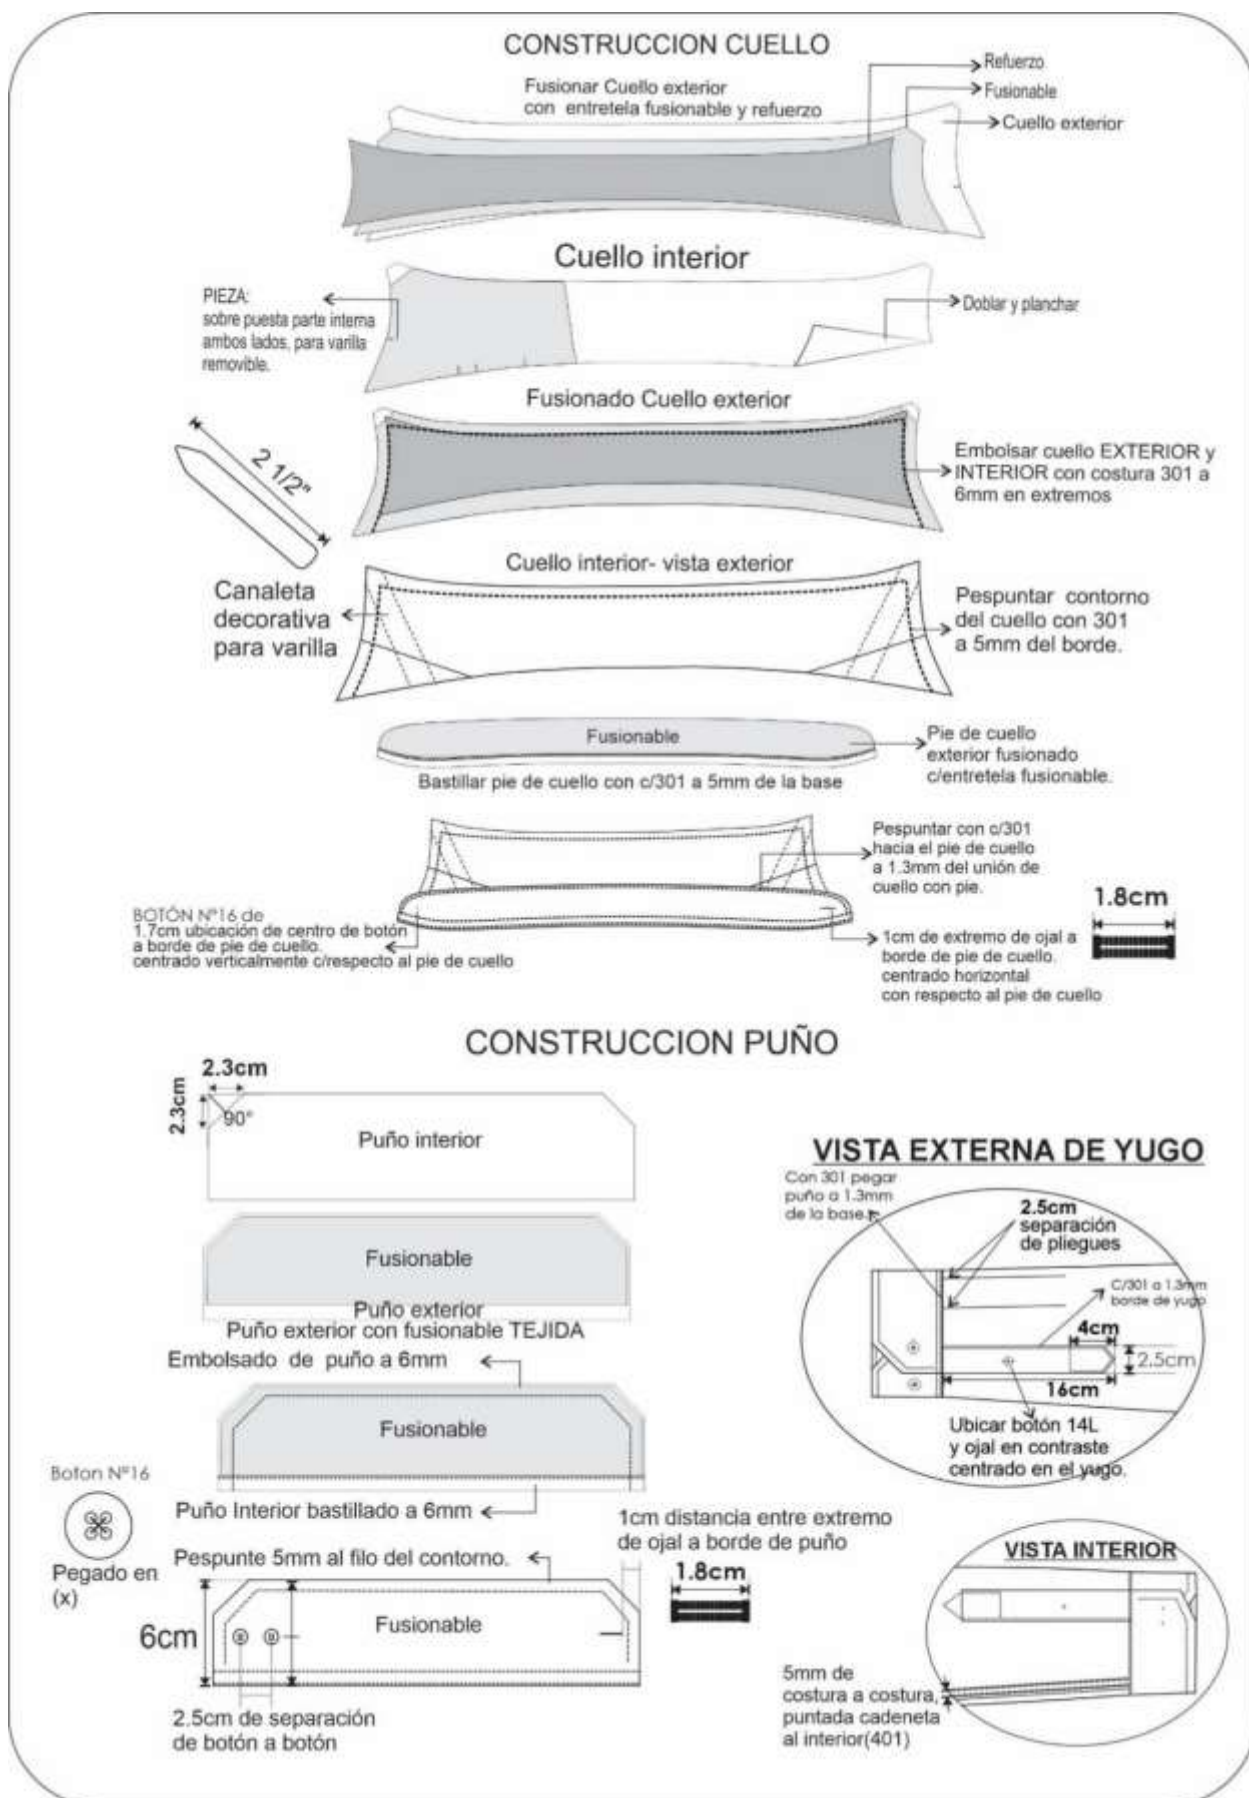 CONSTRUCCION CUELLO
Fusionar Cuello exterior
con entretela fusionable y refuerzo
Refuerzo
Fusionable
Cuello exterior
Cuello interior
PIEZA:
sobre puesta parte interna
ambos lados, para varilla
removible.
Doblar y planchar
Fusionado Cuello exterior
2 1/2"
Embolsar cuello EXTERIOR y
INTERIOR con costura 301 a
6mm en extremos
Cuello interior- vista exterior
Canaleta
decorativa
para varilla
Pespuntar contorno
del cuello con 301
a 5mm del borde.
Fusionable
Pie de cuello
exterior fusionado
c/entretela fusionable.
Bastillar pie de cuello con c/301 a 5mm de la base
Pespuntar con c/301
hacia el pie de cuello
a 1.3mm del unión de
cuello con pie.
BOTÓN Nº16 de
1.7cm ubicación de centro de botón
a borde de pie de cuello.
centrado verticalmente c/respecto al pie de cuello
1.8cm
1cm de extremo de ojal a
borde de pie de cuello.
centrado horizontal
con respecto al pie de cuello
CONSTRUCCION PUÑO
2.3cm
2.3cm
90°
Puño interior
Fusionable
Puño exterior
Puño exterior con fusionable TEJIDA
Embolsado de puño a 6mm
Fusionable
Puño Interior bastillado a 6mm
Boton Nº16
Pegado en
(x)
Pespunte 5mm al filo del contorno.
1cm distancia entre extremo
de ojal a borde de puño
1.8cm
6cm
Fusionable
2.5cm de separación
de botón a botón
VISTA EXTERNA DE YUGO
Con 301 pegar
puño a 1.3mm
de la base.
2.5cm
separación
de pliegues
C/301 a 1.3mm
borde de yugo
4cm
2.5cm
16cm
Ubicar botón 14L
y ojal en contraste
centrado en el yugo.
VISTA INTERIOR
5mm de
costura a costura,
puntada cadeneta
al interior(401)